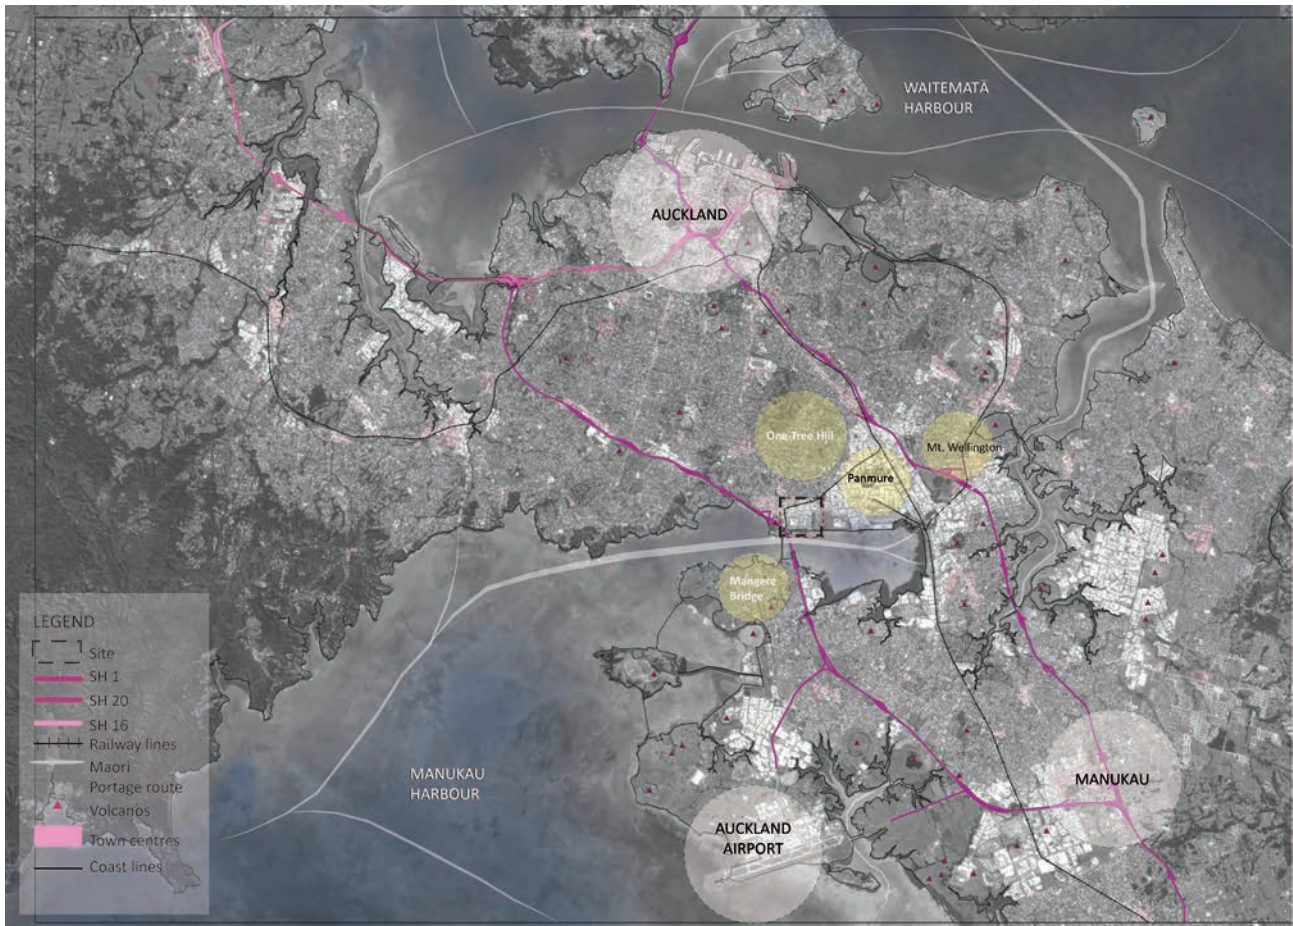 WAITEMATĀ
HARBOUR
AUCKLAND
One Tree Hill
Mt. Wellington
Panmure
Mangere
Bridge
LEGEND
Site
SH 1
SH 20
SH 16
Railway lines
Maori
Portage route
Volcanos
Town centres
Coast lines
MANUKAU
HARBOUR
MANUKAU
AUCKLAND
AIRPORT